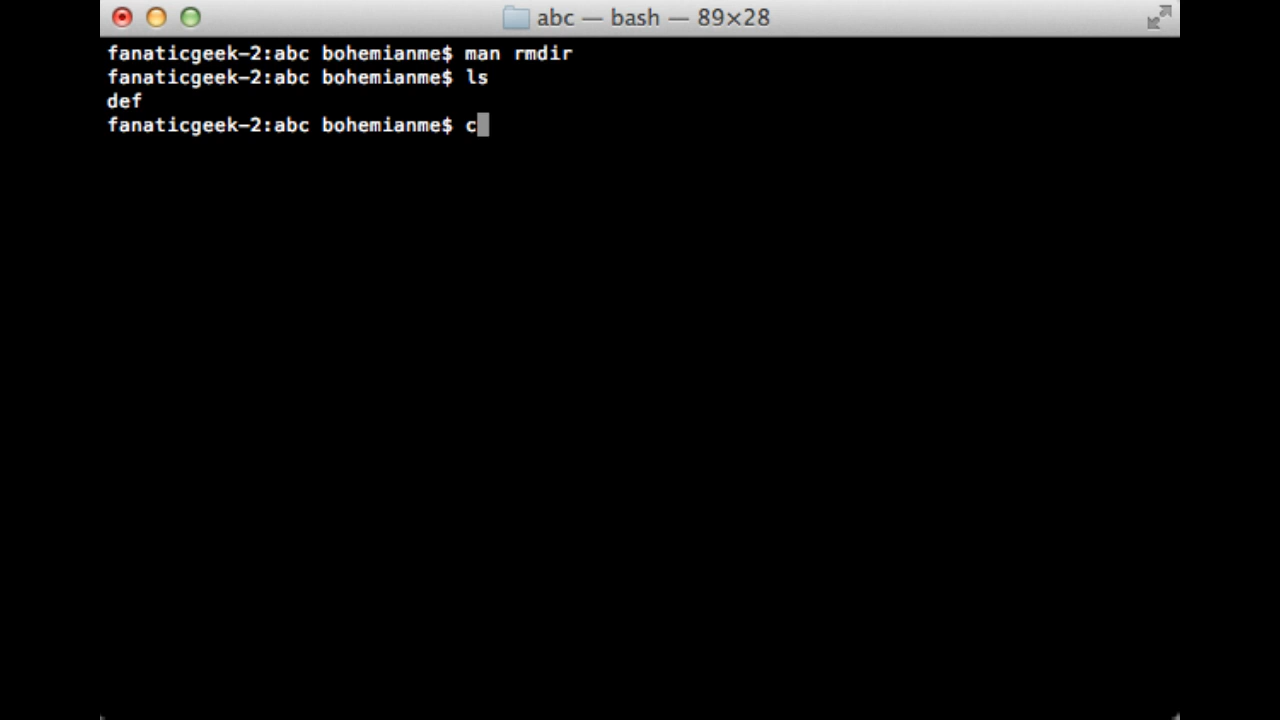 abc — bash — 89×28
fanaticgeek-2:abc bohemianme$ man rmdir
fanaticgeek-2:abc bohemianme$ ls
def
fanaticgeek-2:abc bohemianme$ c